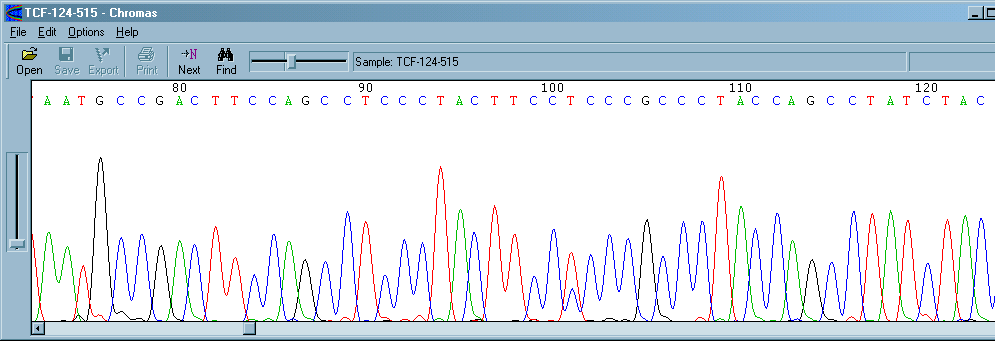 TCF-124-515 - Chromas
File Edit Options Help
Open Save Export Print Next Find Sample: TCF-124-515
80 90 100 110 120
A A T G C C G A C T T C C A G C C T C C C T A C T T C C T C C C G C C C T A C C A G C C T A T C T A C